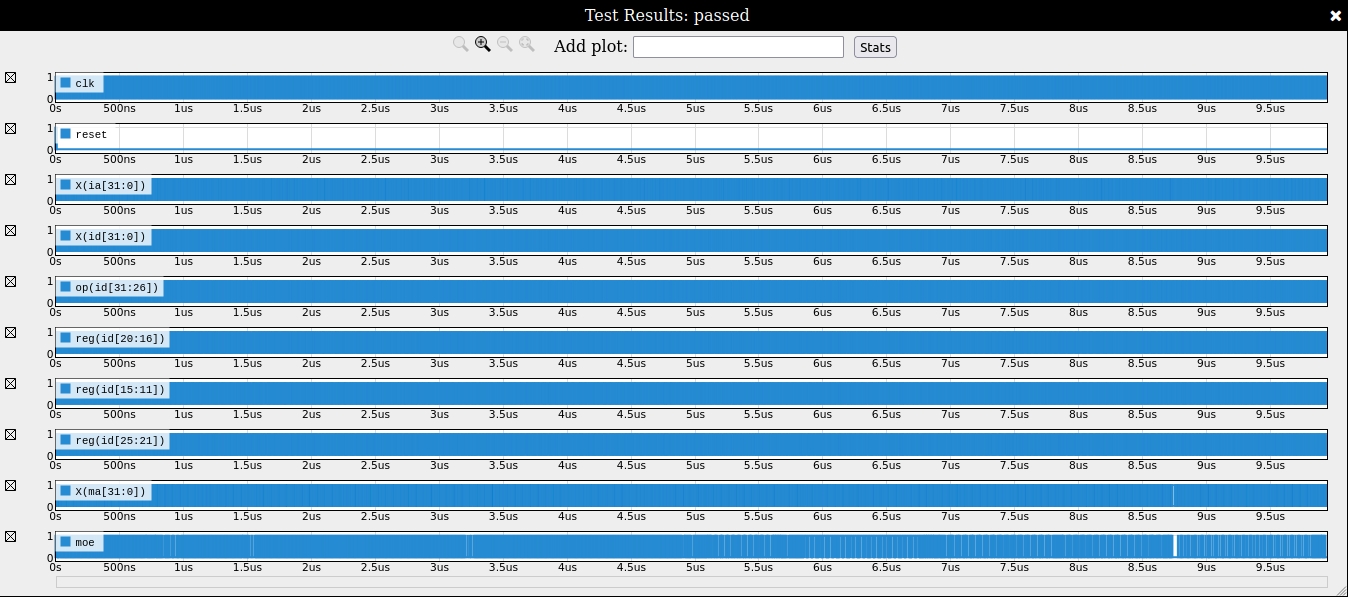 Test Results: passed
Add plot: Stats
1
clk
0
0s 500ns 1us 1.5us 2us 2.5us 3us 3.5us 4us 4.5us 5us 5.5us 6us 6.5us 7us 7.5us 8us 8.5us 9us 9.5us
1
reset
0
0s 500ns 1us 1.5us 2us 2.5us 3us 3.5us 4us 4.5us 5us 5.5us 6us 6.5us 7us 7.5us 8us 8.5us 9us 9.5us
1
X(ia[31:0])
0
0s 500ns 1us 1.5us 2us 2.5us 3us 3.5us 4us 4.5us 5us 5.5us 6us 6.5us 7us 7.5us 8us 8.5us 9us 9.5us
1
X(id[31:0])
0
0s 500ns 1us 1.5us 2us 2.5us 3us 3.5us 4us 4.5us 5us 5.5us 6us 6.5us 7us 7.5us 8us 8.5us 9us 9.5us
1
op(id[31:26])
0
0s 500ns 1us 1.5us 2us 2.5us 3us 3.5us 4us 4.5us 5us 5.5us 6us 6.5us 7us 7.5us 8us 8.5us 9us 9.5us
1
reg(id[20:16])
0
0s 500ns 1us 1.5us 2us 2.5us 3us 3.5us 4us 4.5us 5us 5.5us 6us 6.5us 7us 7.5us 8us 8.5us 9us 9.5us
1
reg(id[15:11])
0
0s 500ns 1us 1.5us 2us 2.5us 3us 3.5us 4us 4.5us 5us 5.5us 6us 6.5us 7us 7.5us 8us 8.5us 9us 9.5us
1
reg(id[25:21])
0
0s 500ns 1us 1.5us 2us 2.5us 3us 3.5us 4us 4.5us 5us 5.5us 6us 6.5us 7us 7.5us 8us 8.5us 9us 9.5us
1
X(ma[31:0])
0
0s 500ns 1us 1.5us 2us 2.5us 3us 3.5us 4us 4.5us 5us 5.5us 6us 6.5us 7us 7.5us 8us 8.5us 9us 9.5us
1
moe
0
0s 500ns 1us 1.5us 2us 2.5us 3us 3.5us 4us 4.5us 5us 5.5us 6us 6.5us 7us 7.5us 8us 8.5us 9us 9.5us